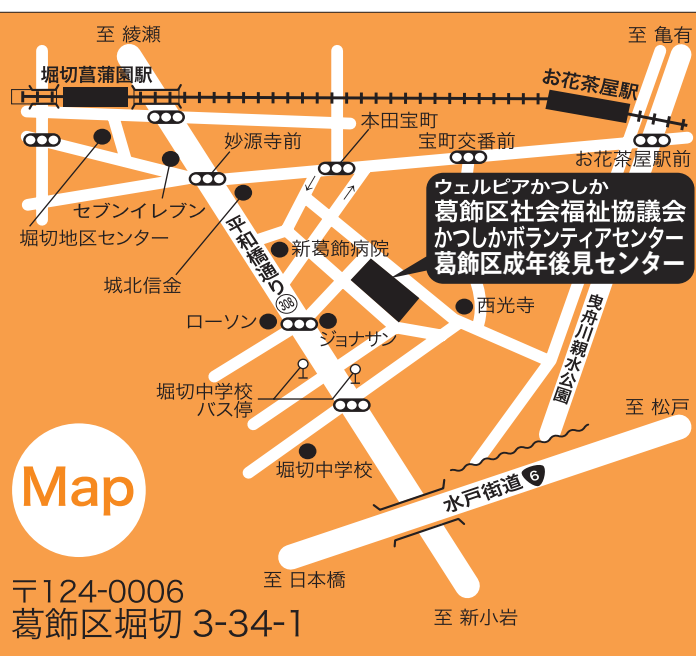 至 綾瀬
至 亀有
堀切菖蒲園駅
お花茶屋駅
本田宝町
妙源寺前
宝町交番前
お花茶屋駅前
ウェルピアかつしか
葛飾区社会福祉協議会
かつしかボランティアセンター
葛飾区成年後見センター
セブンイレブン
堀切地区センター
平和橋通り
308
新葛飾病院
城北信金
西光寺
ローソン
ジョナサン
曳舟川親水公園
堀切中学校
バス停
至 松戸
堀切中学校
水戸街道
6
Map
至 日本橋
〒124-0006
葛飾区堀切 3-34-1
至 新小岩